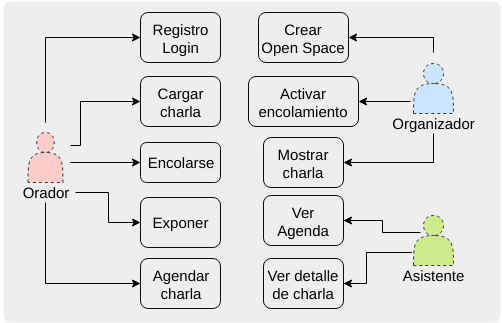 Registro
Login
Crear
Open Space
Cargar
charla
Activar
encolamiento
Organizador
Encolarse
Mostrar
charla
Orador
Exponer
Ver
Agenda
Agendar
charla
Ver detalle
de charla
Asistente